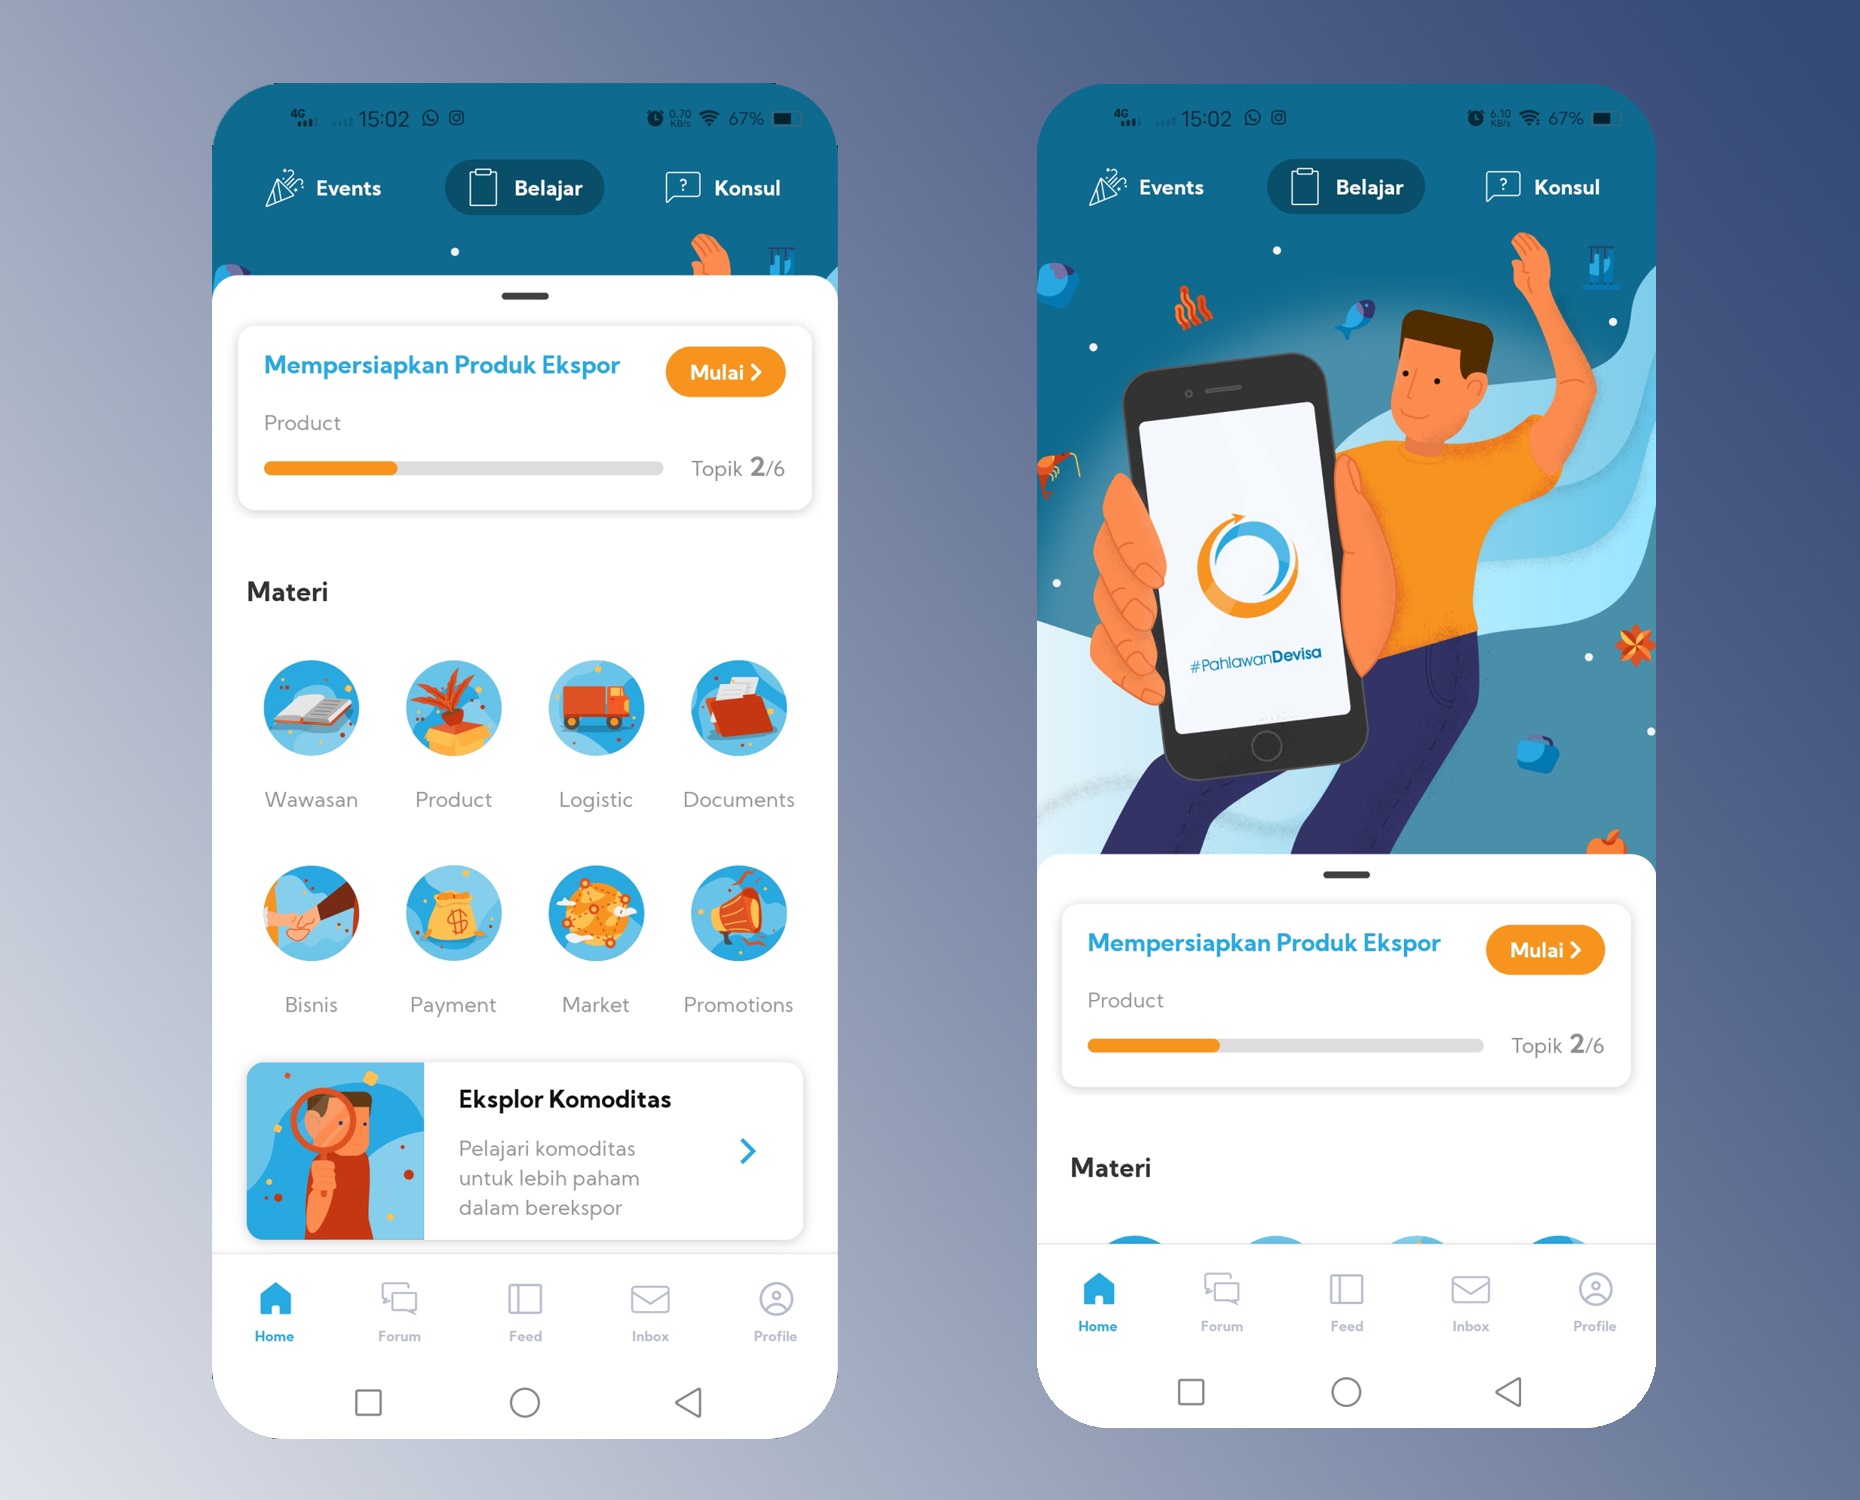 4G 15:02 0.70 KB/s 67%
Events Belajar Konsul
Mempersiapkan Produk Ekspor Mulai
Product
Topik 2/6
Materi
Wawasan Product Logistic Documents
Bisnis Payment Market Promotions
Eksplor Komoditas
Pelajari komoditas
untuk lebih paham
dalam berekspor
Home Forum Feed Inbox Profile
4G 15:02 6.10 KB/s 67%
Events Belajar Konsul
#PahlawanDevisa
Mempersiapkan Produk Ekspor Mulai
Product
Topik 2/6
Materi
Home Forum Feed Inbox Profile